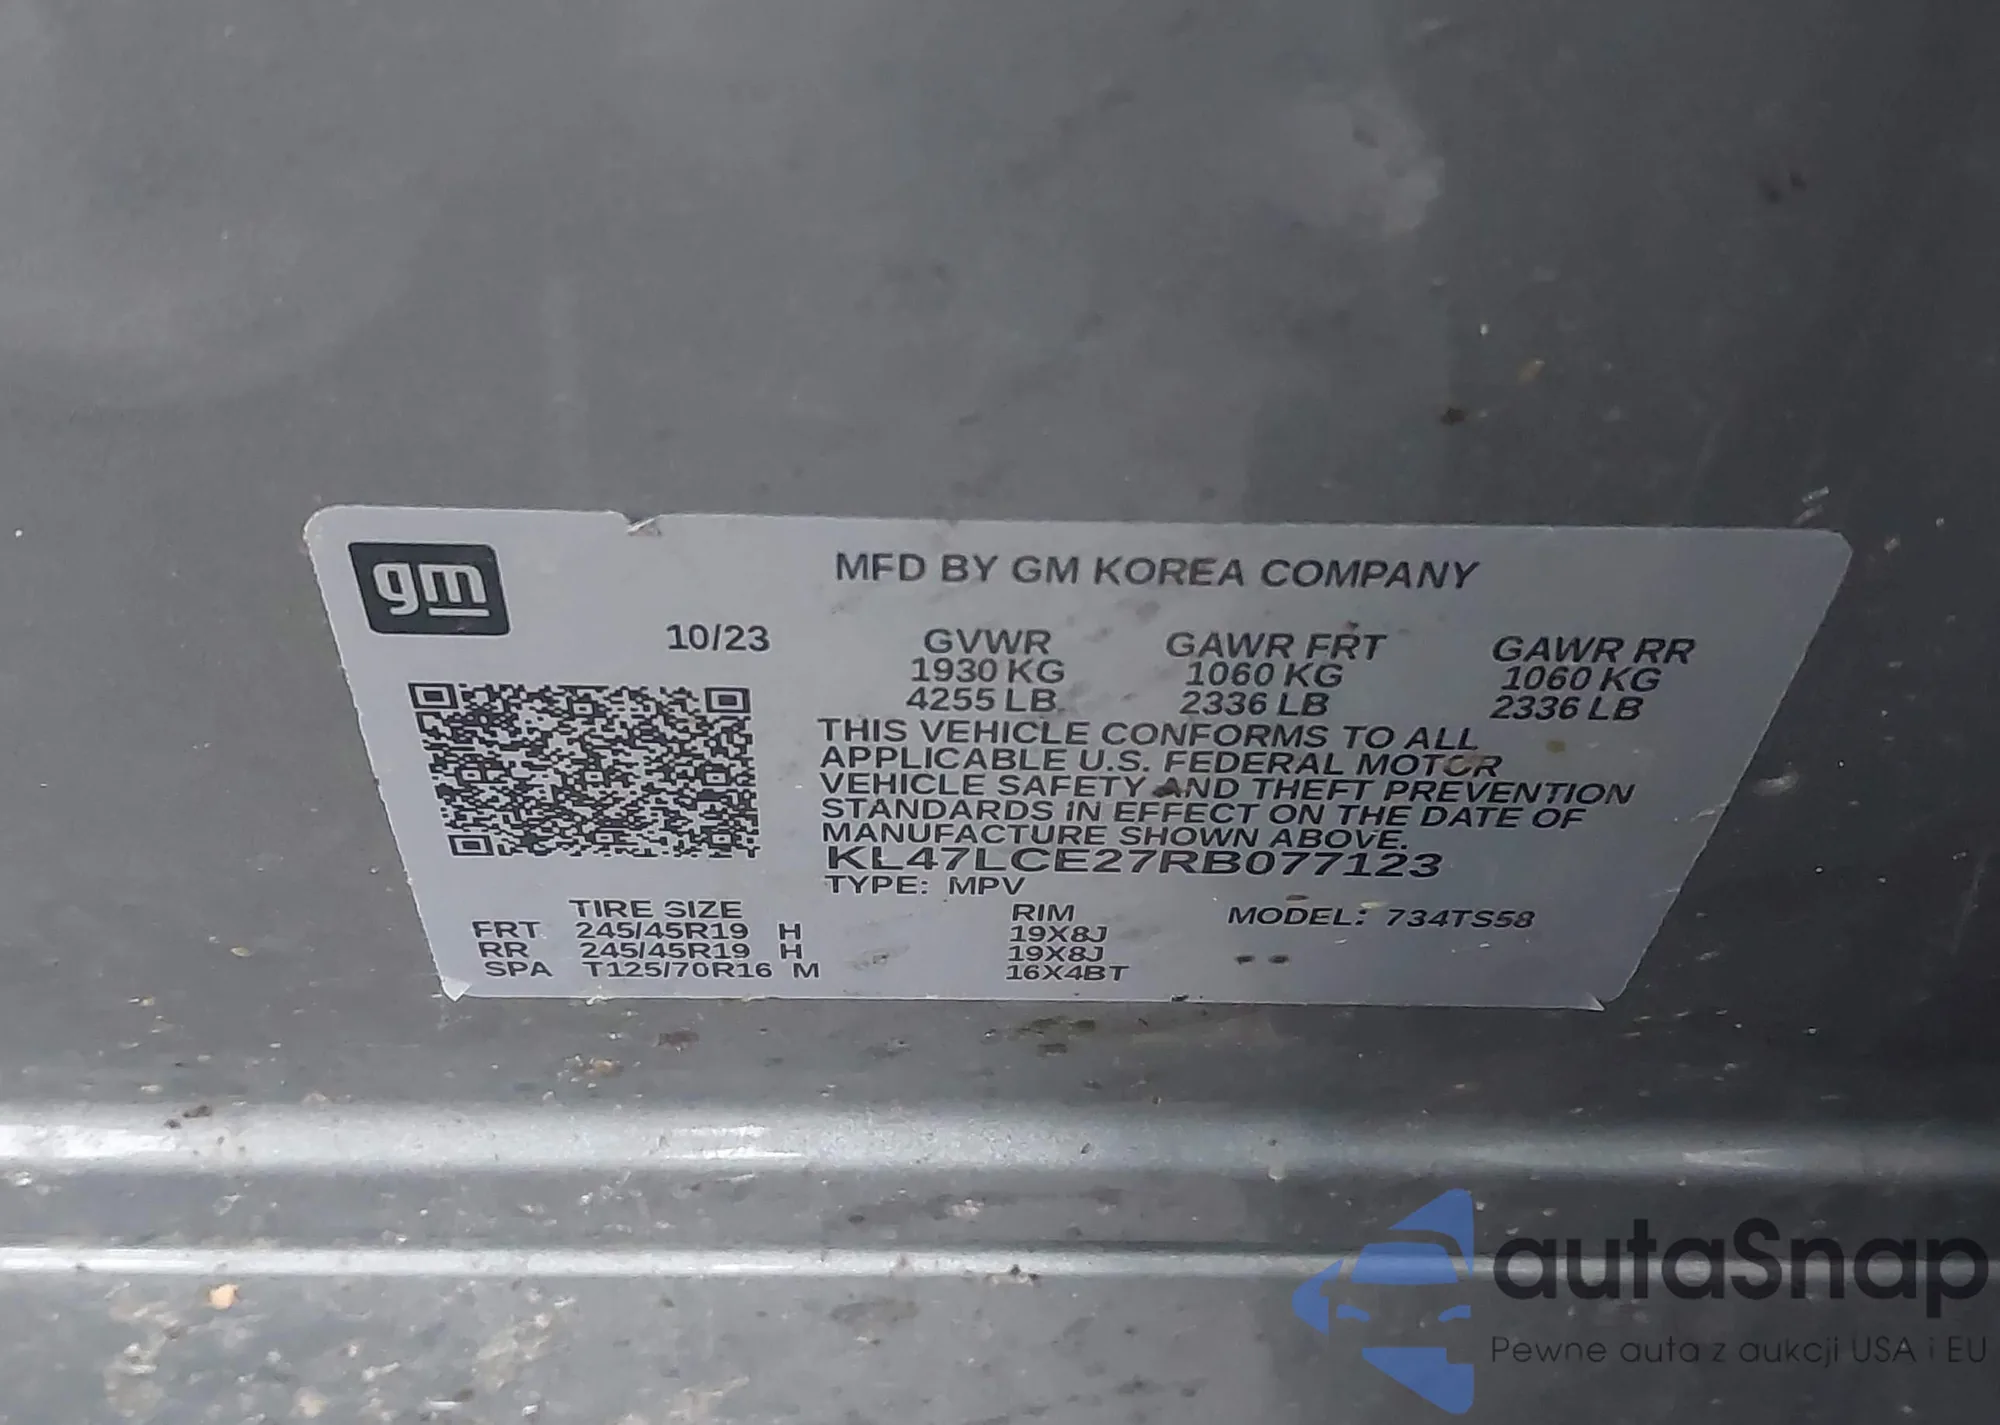 gm
MFD BY GM KOREA COMPANY
10/23
GVWR GAWR FRT GAWR RR
1930 KG 1060 KG 1060 KG
4255 LB 2336 LB 2336 LB
THIS VEHICLE CONFORMS TO ALL
APPLICABLE U.S. FEDERAL MOTOR
VEHICLE SAFETY AND THEFT PREVENTION
STANDARDS IN EFFECT ON THE DATE OF
MANUFACTURE SHOWN ABOVE.
KL47LCE27RB077123
TYPE: MPV
TIRE SIZE RIM MODEL: 734TS58
FRT 245/45R19 H 19X8J
RR 245/45R19 H 19X8J
SPA T125/70R16 M 16X4BT
autaSnap
Pewne auta z aukcji USA i EU